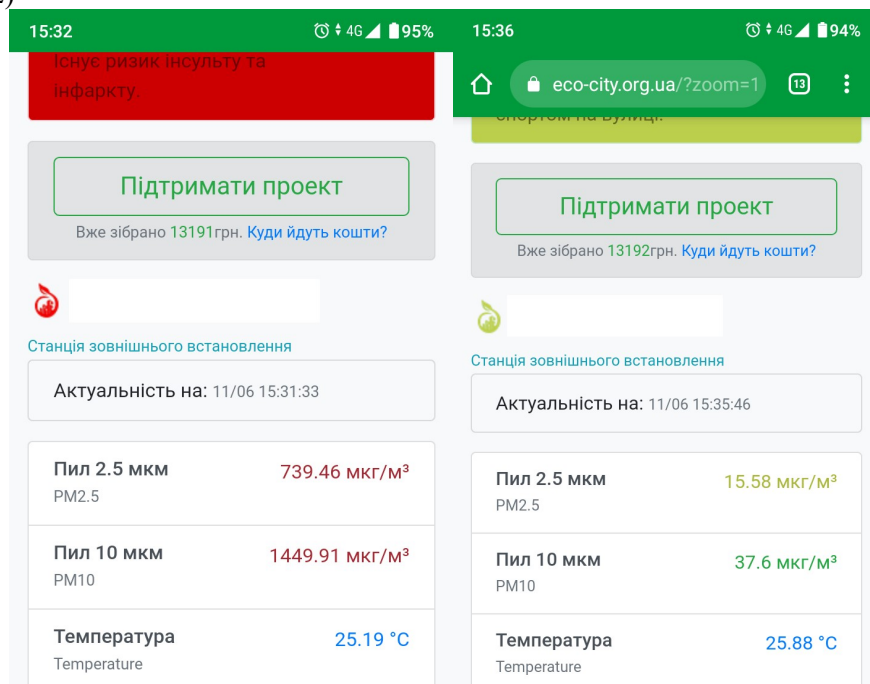 15:32 4G 95%
Існує ризик інсульту та
інфаркту.
Підтримати проект
Вже зібрано 13191грн. Куди йдуть кошти?
Станція зовнішнього встановлення
Актуальність на: 11/06 15:31:33
Пил 2.5 мкм 739.46 мкг/м³
PM2.5
Пил 10 мкм 1449.91 мкг/м³
PM10
Температура 25.19 °C
Temperature
15:36 4G 94%
eco-city.org.ua/?zoom=1 13
спортом на вулиці.
Підтримати проект
Вже зібрано 13192грн. Куди йдуть кошти?
Станція зовнішнього встановлення
Актуальність на: 11/06 15:35:46
Пил 2.5 мкм 15.58 мкг/м³
PM2.5
Пил 10 мкм 37.6 мкг/м³
PM10
Температура 25.88 °C
Temperature